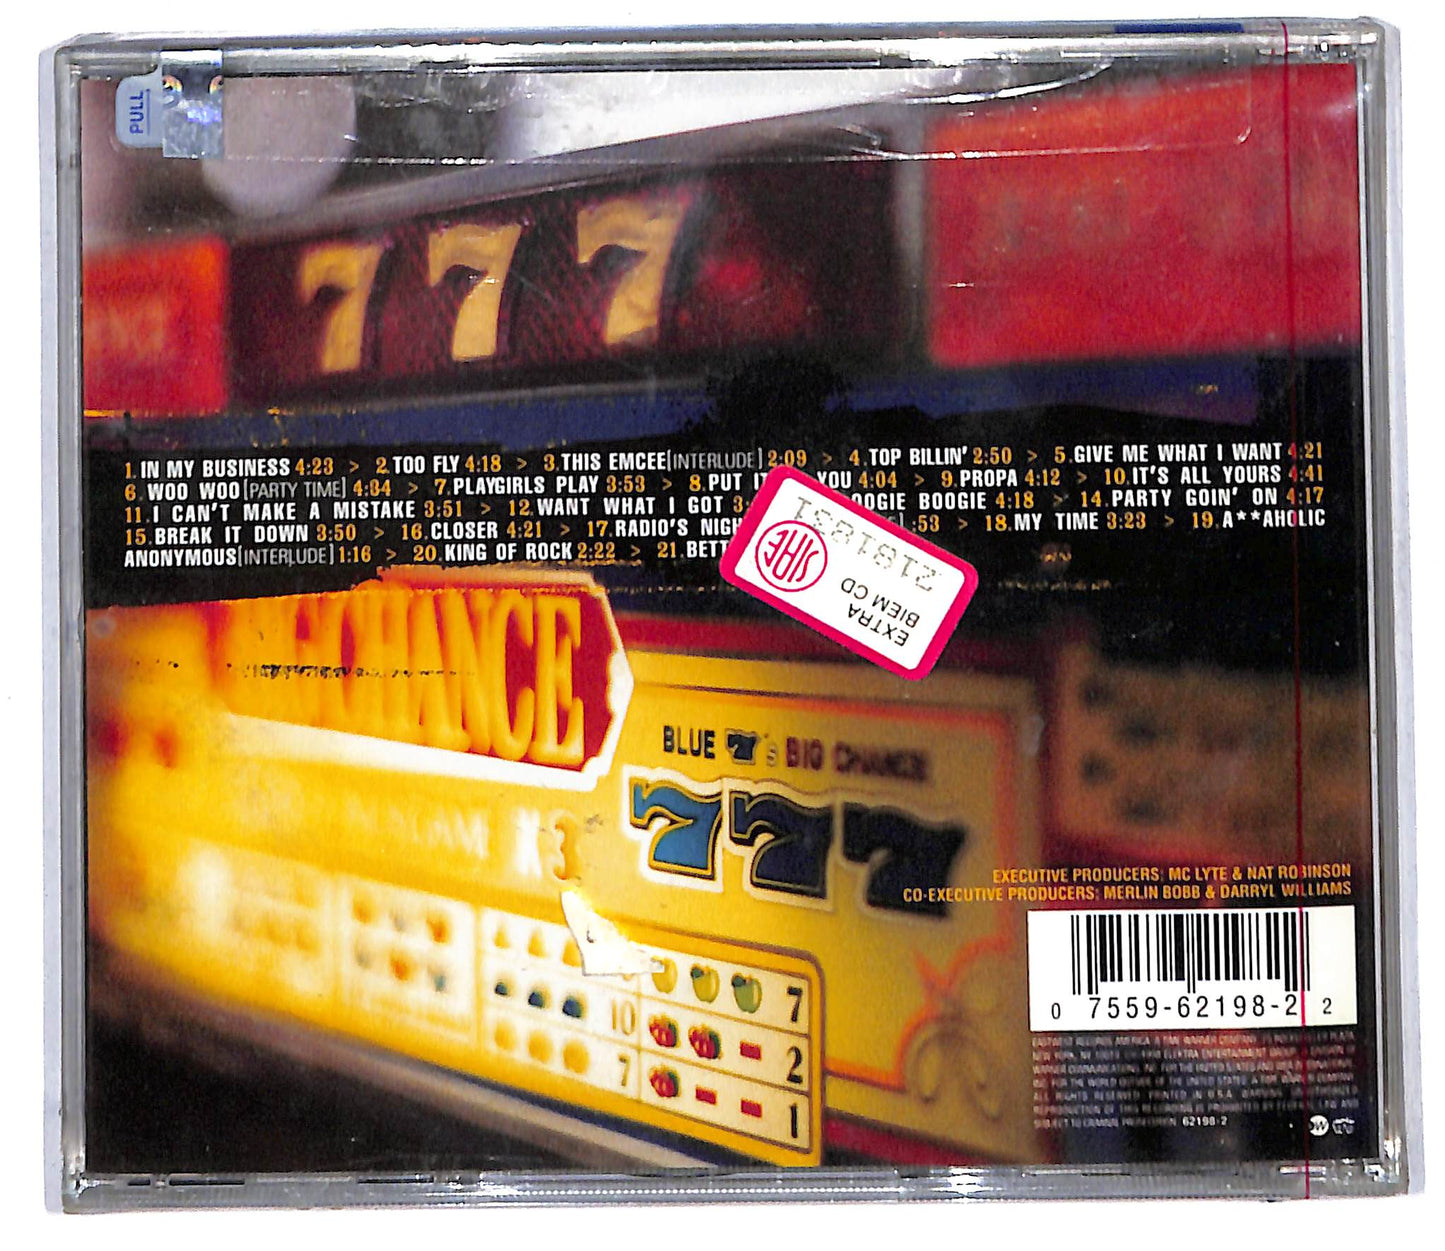 PULL
777
1. IN MY BUSINESS 4:23 > 2. TOO FLY 4:18 > 3. THIS EMCEE [INTERLUDE] 2:09 > 4. TOP BILLIN' 2:50 > 5. GIVE ME WHAT I WANT 4:21
6. WOO WOO [PARTY TIME] 4:34 > 7. PLAYGIRLS PLAY 3:53 > 8. PUT IT YOU 4:04 > 9. PROPA 4:12 > 10. IT'S ALL YOURS 4:41
11. I CAN'T MAKE A MISTAKE 3:51 > 12. WANT WHAT I GOT 3: OOGIE BOOGIE 4:18 > 14. PARTY GOIN' ON 4:17
15. BREAK IT DOWN 3:50 > 16. CLOSER 4:21 > 17. RADIO'S NIGH :53 > 18. MY TIME 3:23 > 19. A**AHOLIC
ANONYMOUS [INTERLUDE] 1:16 > 20. KING OF ROCK 2:22 > 21. BETT
SIAE
2181831
EXTRA
BIEM CD
CHANCE
BLUE 7's BIG CHANCE
777
3
7
10 2
7 1
EXECUTIVE PRODUCERS: MC LYTE & NAT ROBINSON
CO-EXECUTIVE PRODUCERS: MERLIN BOBB & DARRYL WILLIAMS
0 7559-62198-2 2
62198-2